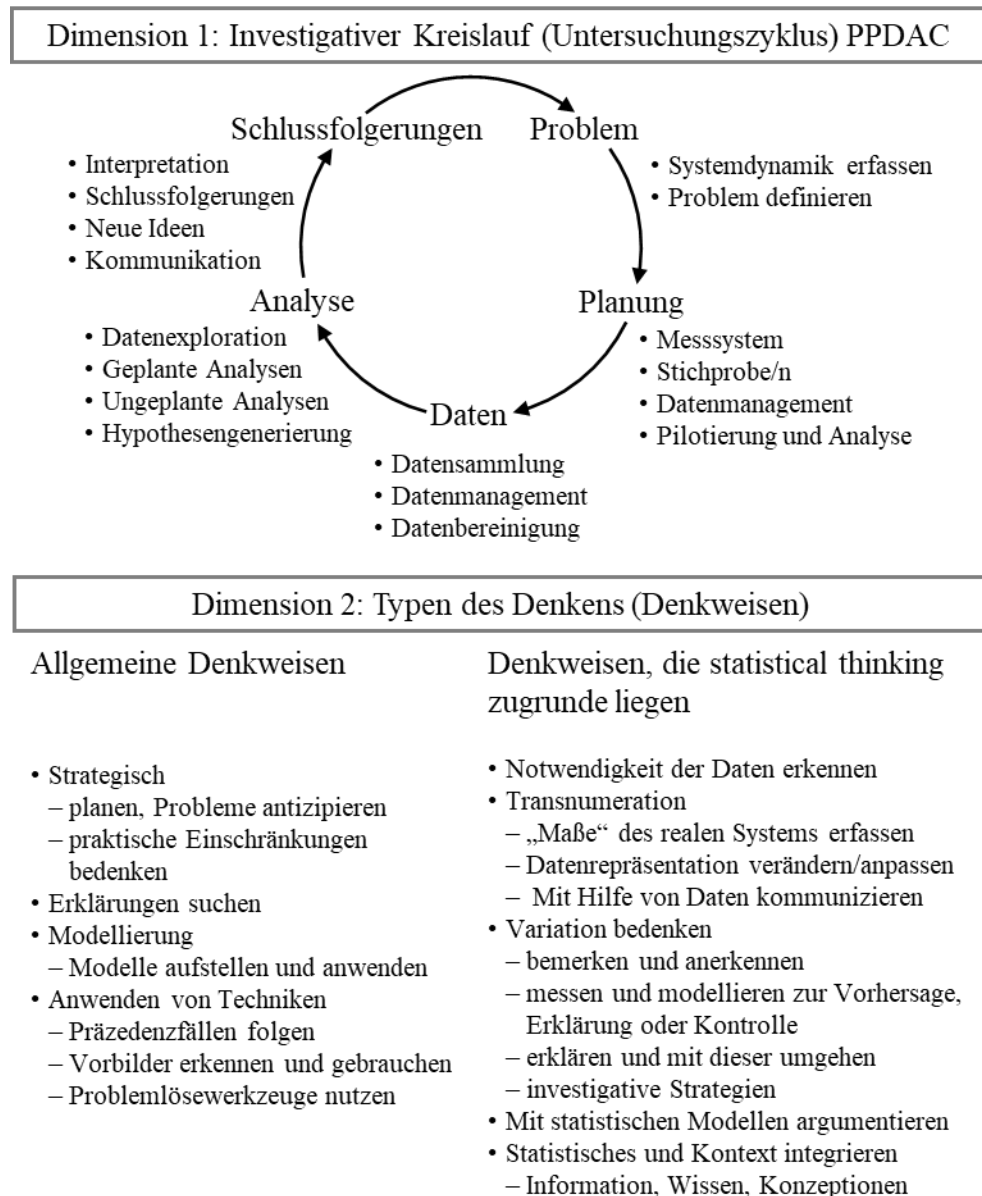 Dimension 1: Investigativer Kreislauf (Untersuchungszyklus) PPDAC
Schlussfolgerungen
• Interpretation
• Schlussfolgerungen
• Neue Ideen
• Kommunikation
Problem
• Systemdynamik erfassen
• Problem definieren
Analyse
• Datenexploration
• Geplante Analysen
• Ungeplante Analysen
• Hypothesengenerierung
Planung
• Messsystem
• Stichprobe/n
• Datenmanagement
• Pilotierung und Analyse
Daten
• Datensammlung
• Datenmanagement
• Datenbereinigung
Dimension 2: Typen des Denkens (Denkweisen)
Allgemeine Denkweisen
• Strategisch
– planen, Probleme antizipieren
– praktische Einschränkungen
bedenken
• Erklärungen suchen
• Modellierung
– Modelle aufstellen und anwenden
• Anwenden von Techniken
– Präzedenzfällen folgen
– Vorbilder erkennen und gebrauchen
– Problemlösewerkzeuge nutzen
Denkweisen, die statistical thinking
zugrunde liegen
• Notwendigkeit der Daten erkennen
• Transnumeration
– „Maße“ des realen Systems erfassen
– Datenrepräsentation verändern/anpassen
– Mit Hilfe von Daten kommunizieren
• Variation bedenken
– bemerken und anerkennen
– messen und modellieren zur Vorhersage,
Erklärung oder Kontrolle
– erklären und mit dieser umgehen
– investigative Strategien
• Mit statistischen Modellen argumentieren
• Statistisches und Kontext integrieren
– Information, Wissen, Konzeptionen